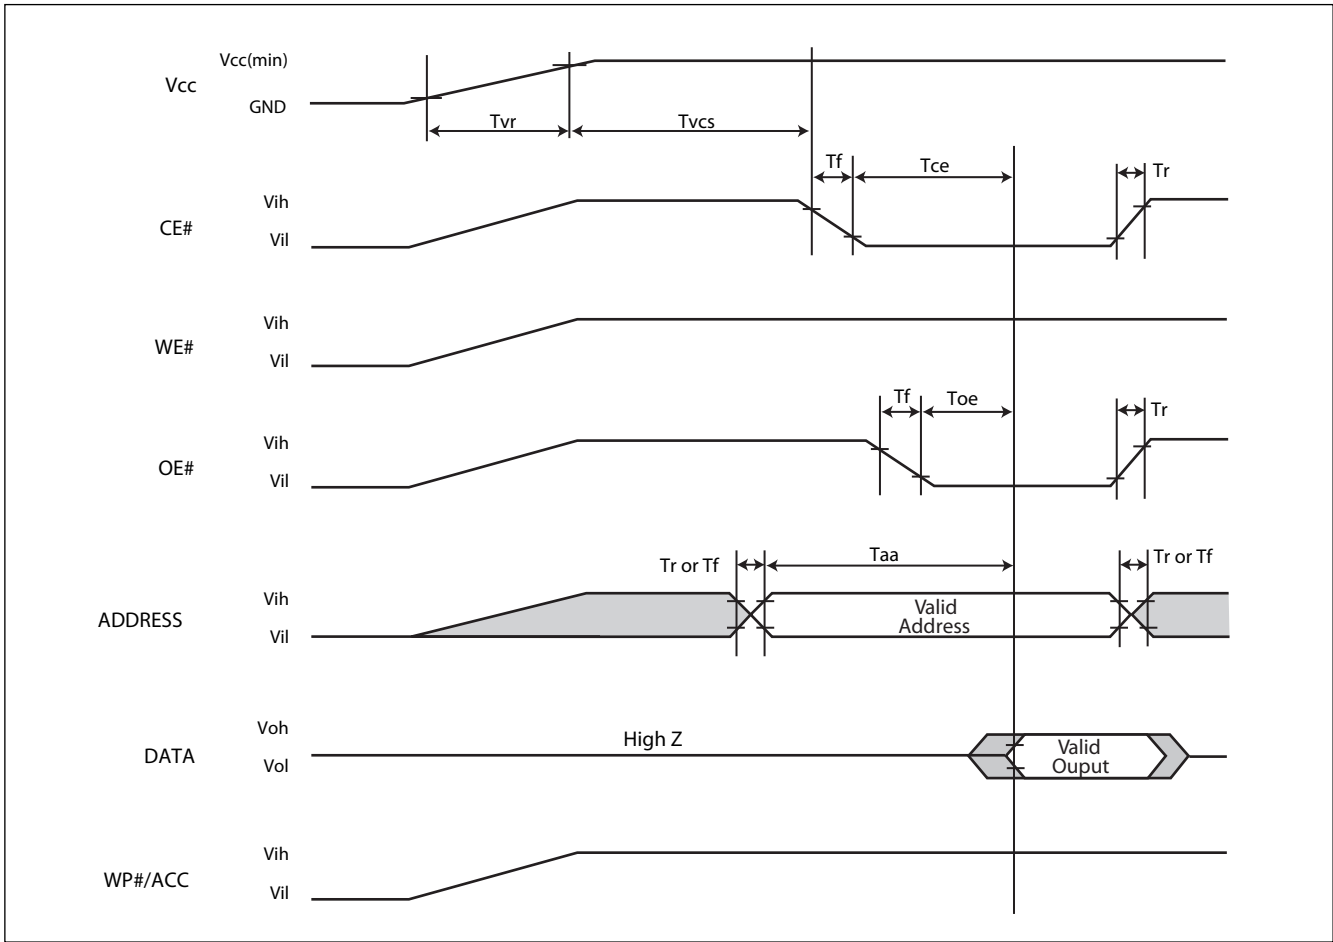 Vcc(min)
Vcc
GND
Tvr
Tvcs
Tf
Tce
Tr
Vih
CE#
Vil
Vih
WE#
Vil
Tf
Toe
Tr
Vih
OE#
Vil
Tr or Tf
Taa
Tr or Tf
Vih
ADDRESS
Vil
Valid
Address
Voh
DATA
Vol
High Z
Valid
Ouput
Vih
WP#/ACC
Vil